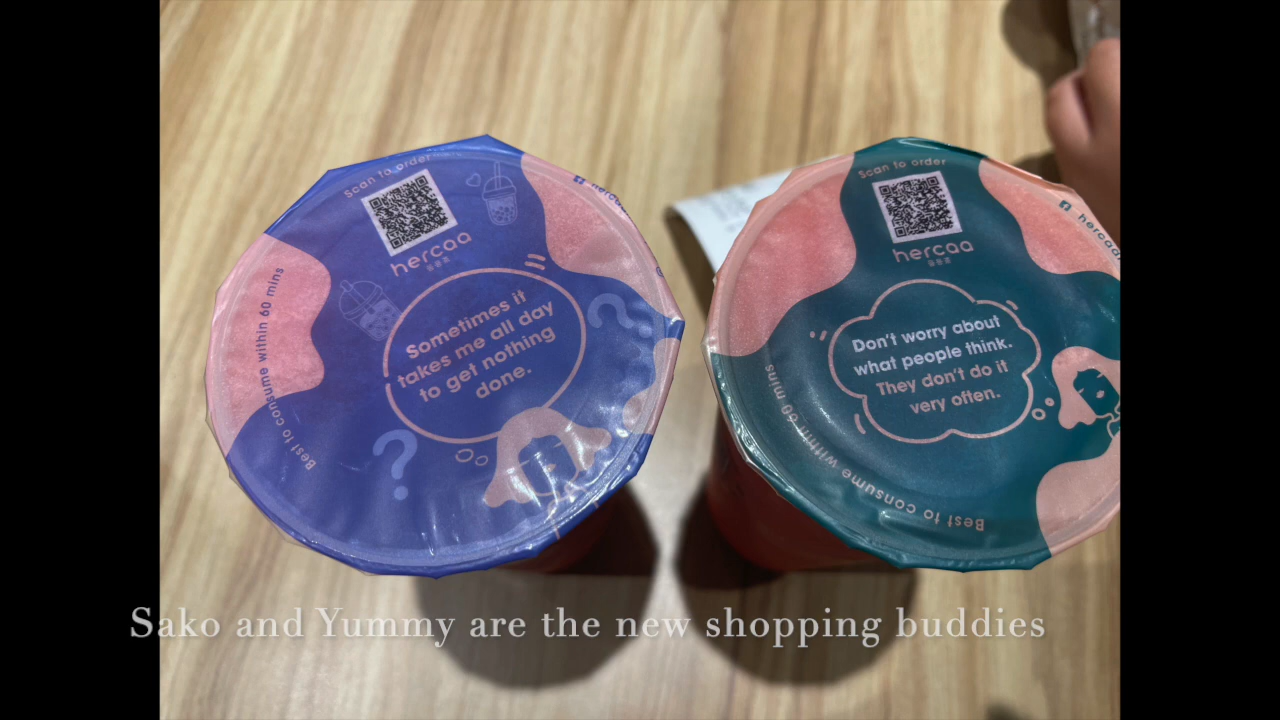 Scan to order
hercaa
Best to consume within 60 mins
Sometimes it
takes me all day
to get nothing
done.
Scan to order
hercaa
hercaa
Don't worry about
what people think.
They don't do it
very often.
Best to consume within 60 mins
Sako and Yummy are the new shopping buddies